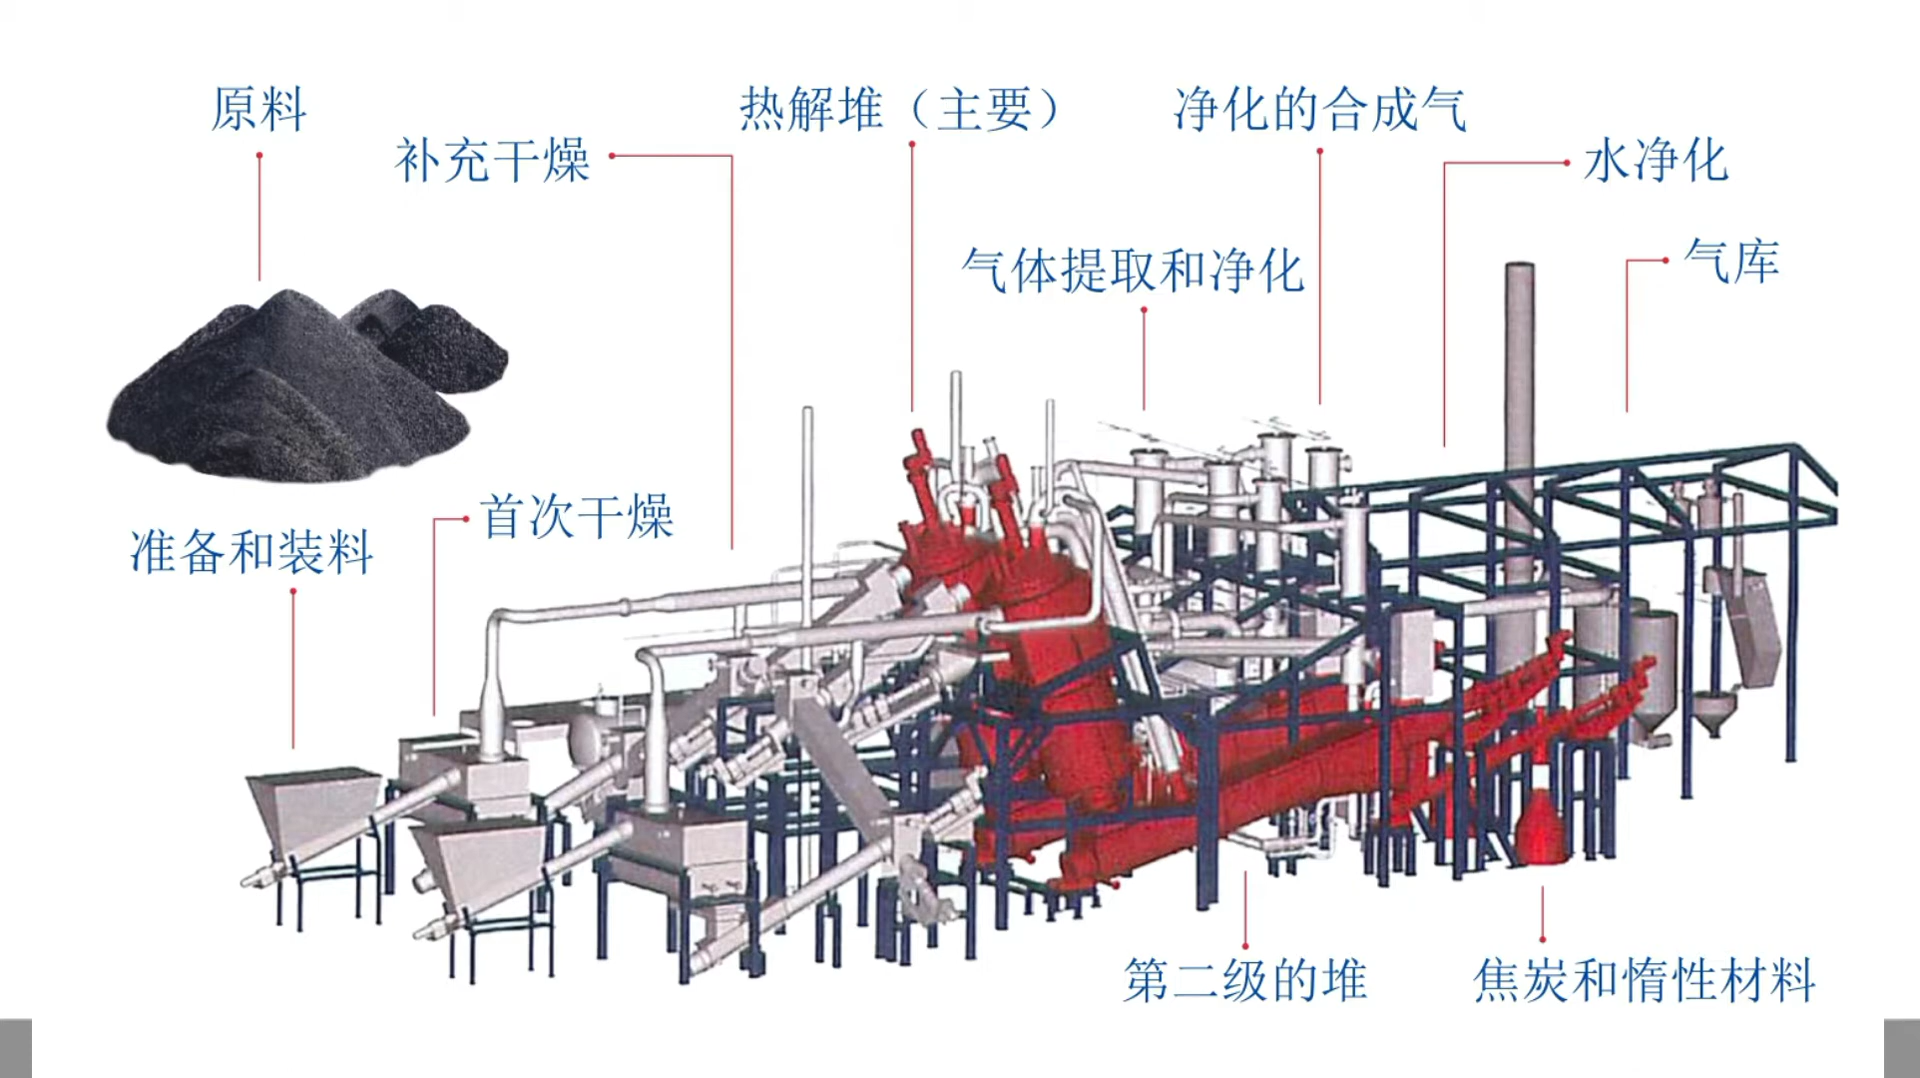 原料
热解堆（主要）
净化的合成气
补充干燥
水净化
气体提取和净化
气库
首次干燥
准备和装料
第二级的堆
焦炭和惰性材料